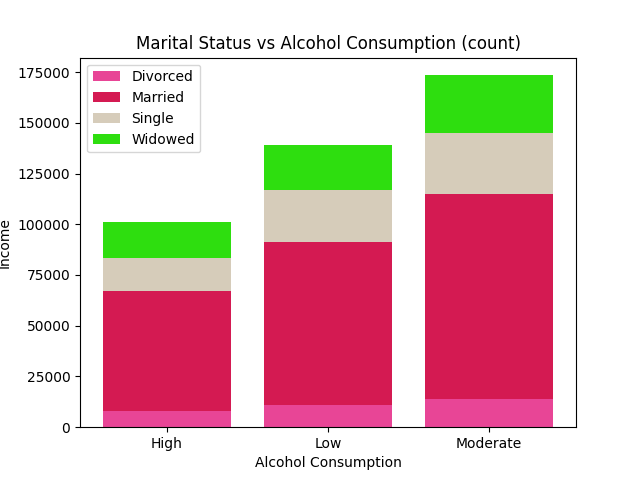 Marital Status vs Alcohol Consumption (count)
Divorced
Married
Single
Widowed
175000
150000
125000
100000
75000
50000
25000
0
Income
High
Low
Moderate
Alcohol Consumption